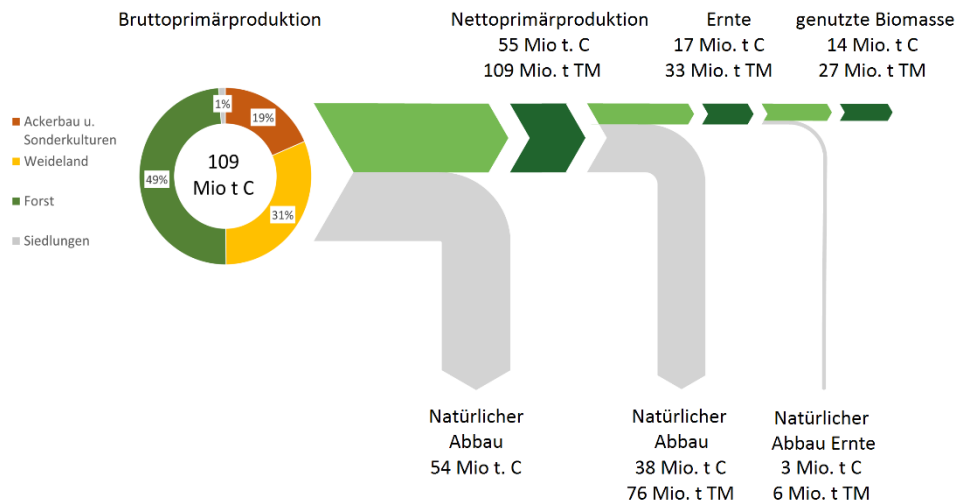 Bruttoprimärproduktion
Nettoprimärproduktion
55 Mio t. C
109 Mio. t TM
Ernte
17 Mio. t C
33 Mio. t TM
genutzte Biomasse
14 Mio. t C
27 Mio. t TM
Ackerbau u.
Sonderkulturen
Weideland
Forst
Siedlungen
1%
19%
49%
31%
109
Mio t C
Natürlicher
Abbau
54 Mio t. C
Natürlicher
Abbau
38 Mio. t C
76 Mio. t TM
Natürlicher
Abbau Ernte
3 Mio. t C
6 Mio. t TM